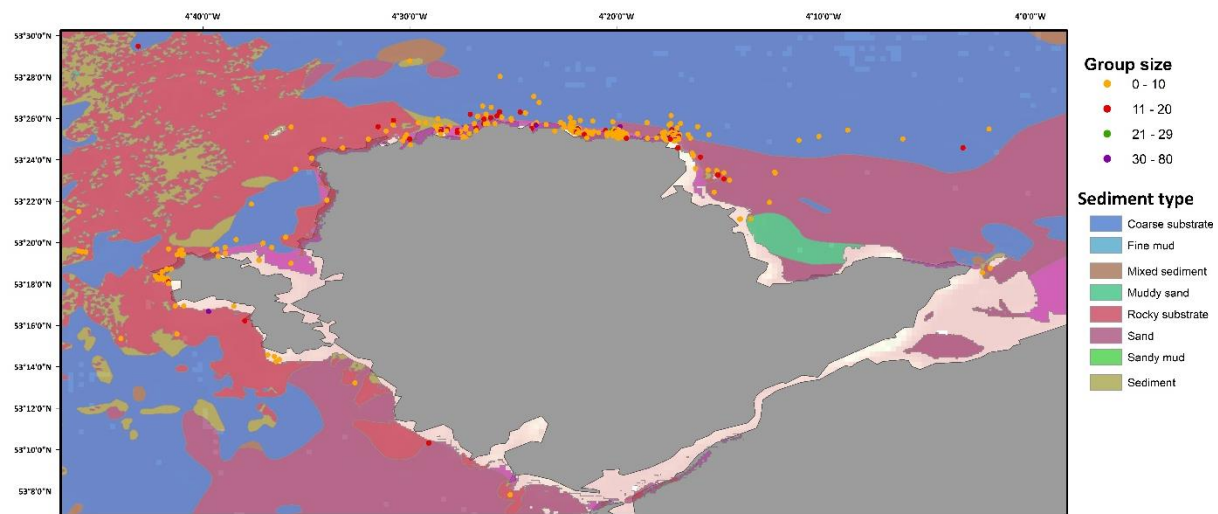 4°40'0"W 4°30'0"W 4°20'0"W 4°10'0"W 4°0'0"W
53°30'0"N
53°28'0"N
53°26'0"N
53°24'0"N
53°22'0"N
53°20'0"N
53°18'0"N
53°16'0"N
53°14'0"N
53°12'0"N
53°10'0"N
53°8'0"N
Group size
0 - 10
11 - 20
21 - 29
30 - 80
Sediment type
Coarse substrate
Fine mud
Mixed sediment
Muddy sand
Rocky substrate
Sand
Sandy mud
Sediment